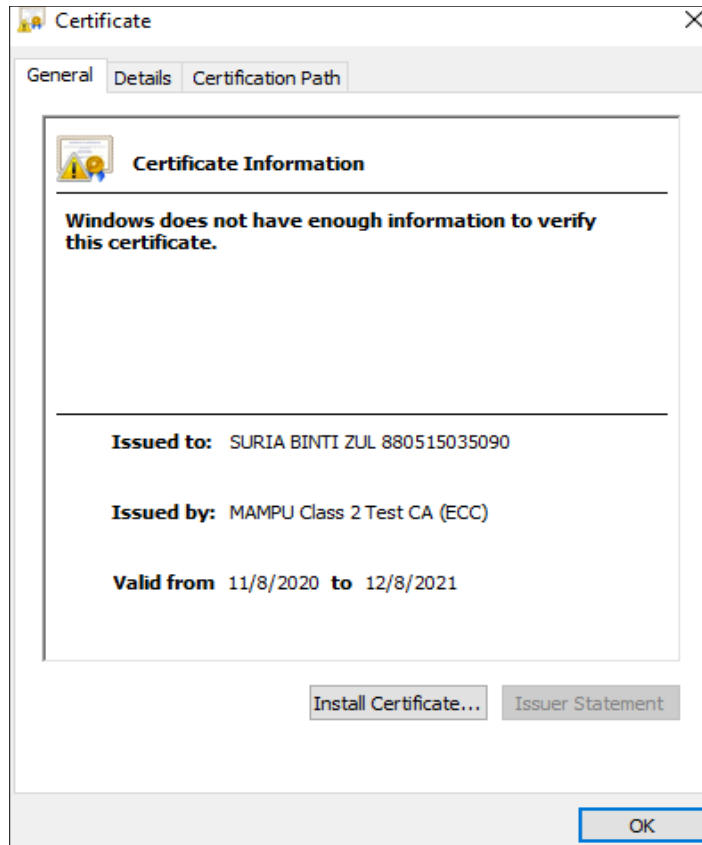 Certificate
General Details Certification Path
Certificate Information
Windows does not have enough information to verify
this certificate.
Issued to: SURIA BINTI ZUL 880515035090
Issued by: MAMPU Class 2 Test CA (ECC)
Valid from 11/8/2020 to 12/8/2021
Install Certificate... Issuer Statement
OK